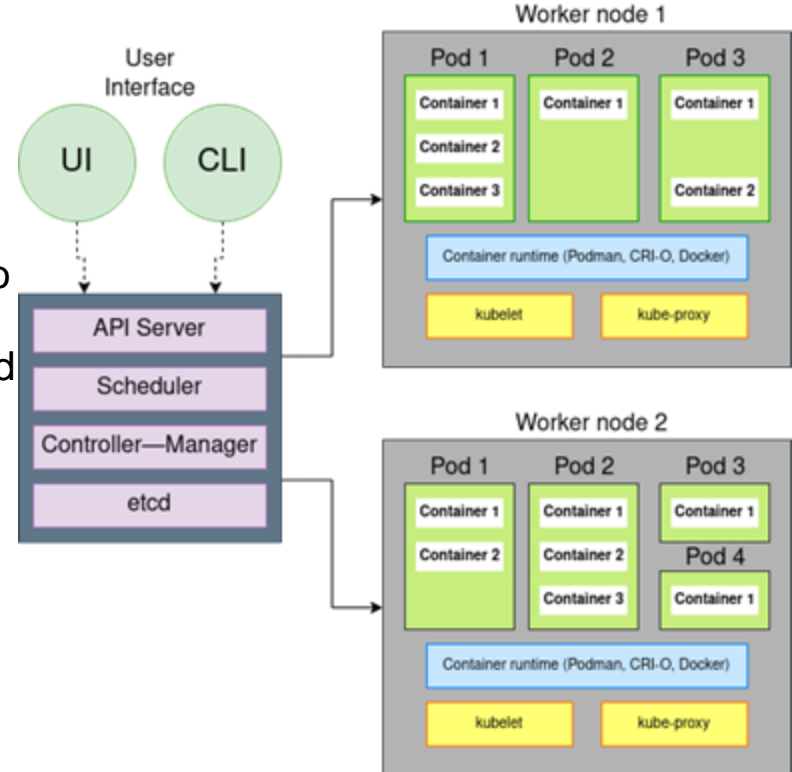 Worker node 1
User
Interface
UI
CLI
Pod 1
Pod 2
Pod 3
Container 1
Container 2
Container 3
Container 1
Container 1
Container 2
Container runtime (Podman, CRI-O, Docker)
kubelet
kube-proxy
o
d
API Server
Scheduler
Controller—Manager
etcd
Worker node 2
Pod 1
Pod 2
Pod 3
Container 1
Container 2
Container 1
Container 2
Container 3
Container 1
Pod 4
Container 1
Container runtime (Podman, CRI-O, Docker)
kubelet
kube-proxy